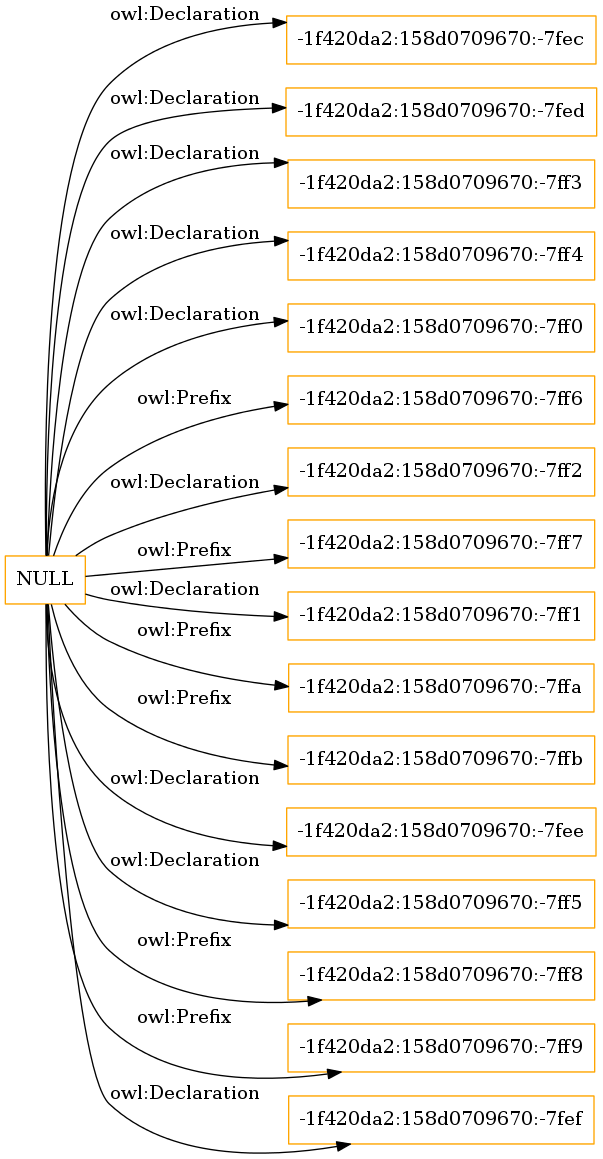 owl:Declaration
-1f420da2:158d0709670:-7fec
owl:Declaration
-1f420da2:158d0709670:-7fed
owl:Declaration
-1f420da2:158d0709670:-7ff3
owl:Declaration
-1f420da2:158d0709670:-7ff4
owl:Declaration
-1f420da2:158d0709670:-7ff0
owl:Prefix
-1f420da2:158d0709670:-7ff6
owl:Declaration
-1f420da2:158d0709670:-7ff2
owl:Prefix
-1f420da2:158d0709670:-7ff7
NULL
owl:Declaration
-1f420da2:158d0709670:-7ff1
owl:Prefix
-1f420da2:158d0709670:-7ffa
owl:Prefix
-1f420da2:158d0709670:-7ffb
owl:Declaration
-1f420da2:158d0709670:-7fee
owl:Declaration
-1f420da2:158d0709670:-7ff5
owl:Prefix
-1f420da2:158d0709670:-7ff8
owl:Prefix
-1f420da2:158d0709670:-7ff9
owl:Declaration
-1f420da2:158d0709670:-7fef